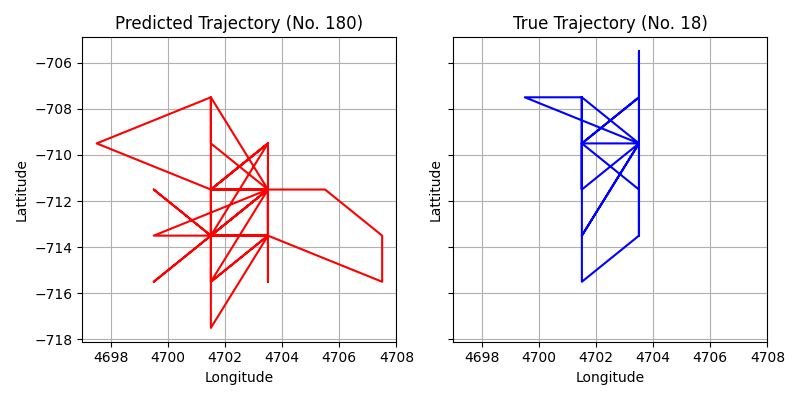 Predicted Trajectory (No. 180)
True Trajectory (No. 18)
Lattitude
−706
−708
−710
−712
−714
−716
−718
4698 4700 4702 4704 4706 4708
Longitude
Lattitude
4698 4700 4702 4704 4706 4708
Longitude